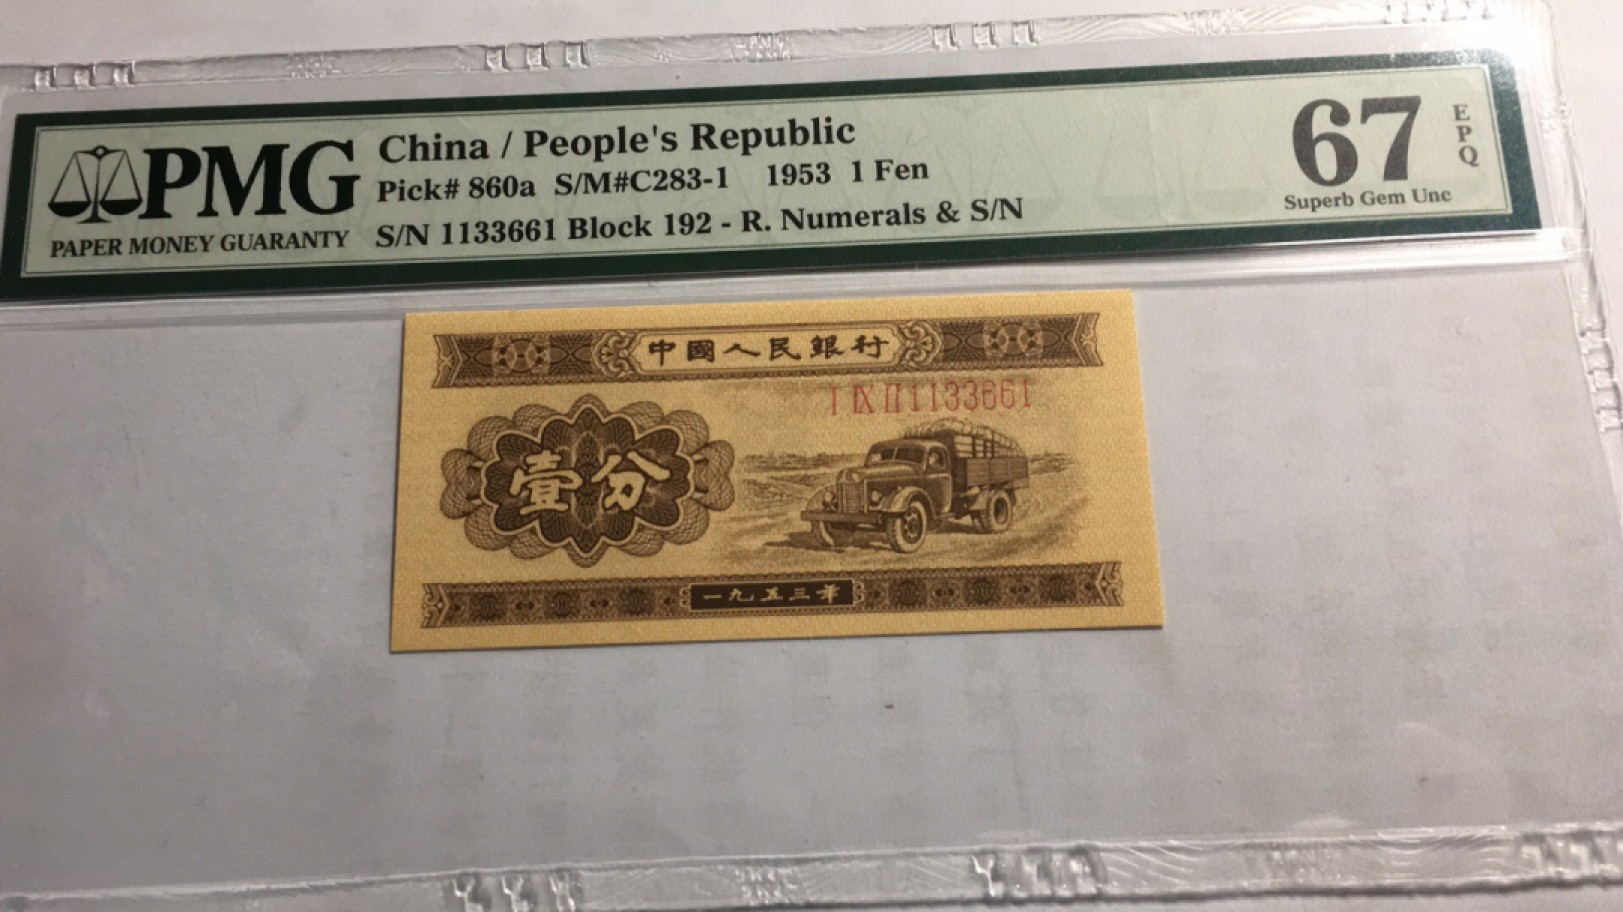 PMG
PAPER MONEY GUARANTY
China / People's Republic
Pick# 860a S/M#C283-1 1953 1 Fen
S/N 1133661 Block 192 - R. Numerals & S/N
67
EPQ
Superb Gem Unc
中國人民銀行
I IX II 1133661
壹分
一九五三年